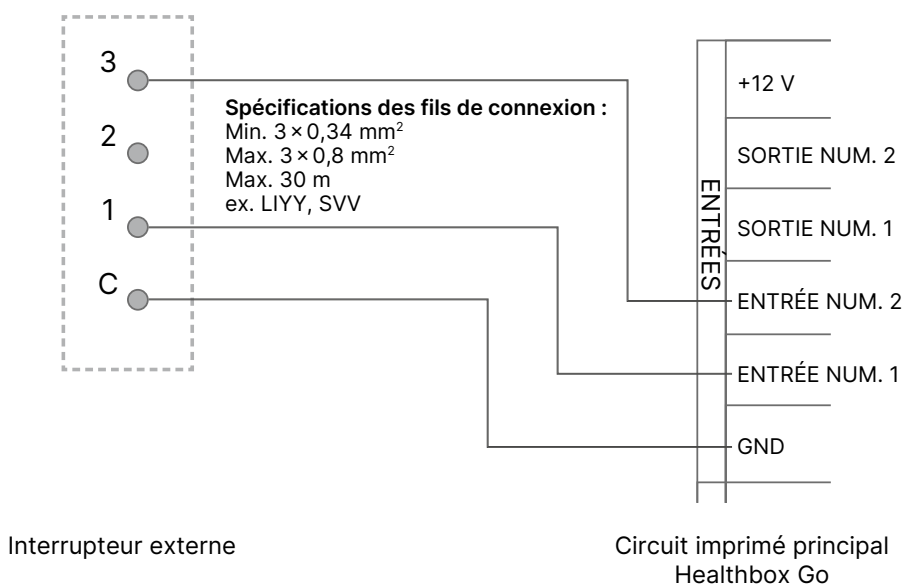 3
2
1
C
Spécifications des fils de connexion :
Min. 3×0,34 mm²
Max. 3×0,8 mm²
Max. 30 m
ex. LIYY, SVV
ENTRÉES
+12 V
SORTIE NUM. 2
SORTIE NUM. 1
ENTRÉE NUM. 2
ENTRÉE NUM. 1
GND
Interrupteur externe
Circuit imprimé principal
Healthbox Go